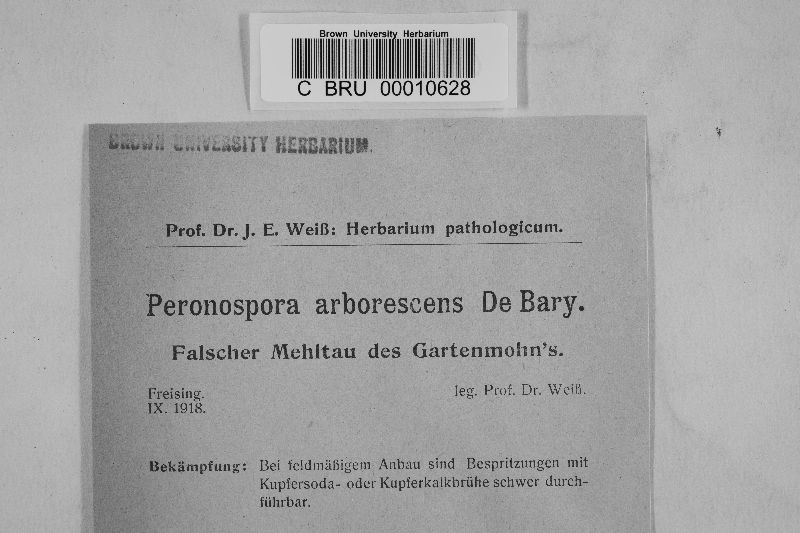 Brown University Herbarium
C BRU 00010628
BROWN UNIVERSITY HERBARIUM.
Prof. Dr. J. E. Weiß: Herbarium pathologicum.
Peronospora arborescens De Bary.
Falscher Mehltau des Gartenmohn's.
Freising.
leg. Prof. Dr. Weiß.
IX. 1918.
Bekämpfung: Bei feldmäßigem Anbau sind Bespritzungen mit
Kupfersoda- oder Kupferkalkbrühe schwer durch-
führbar.